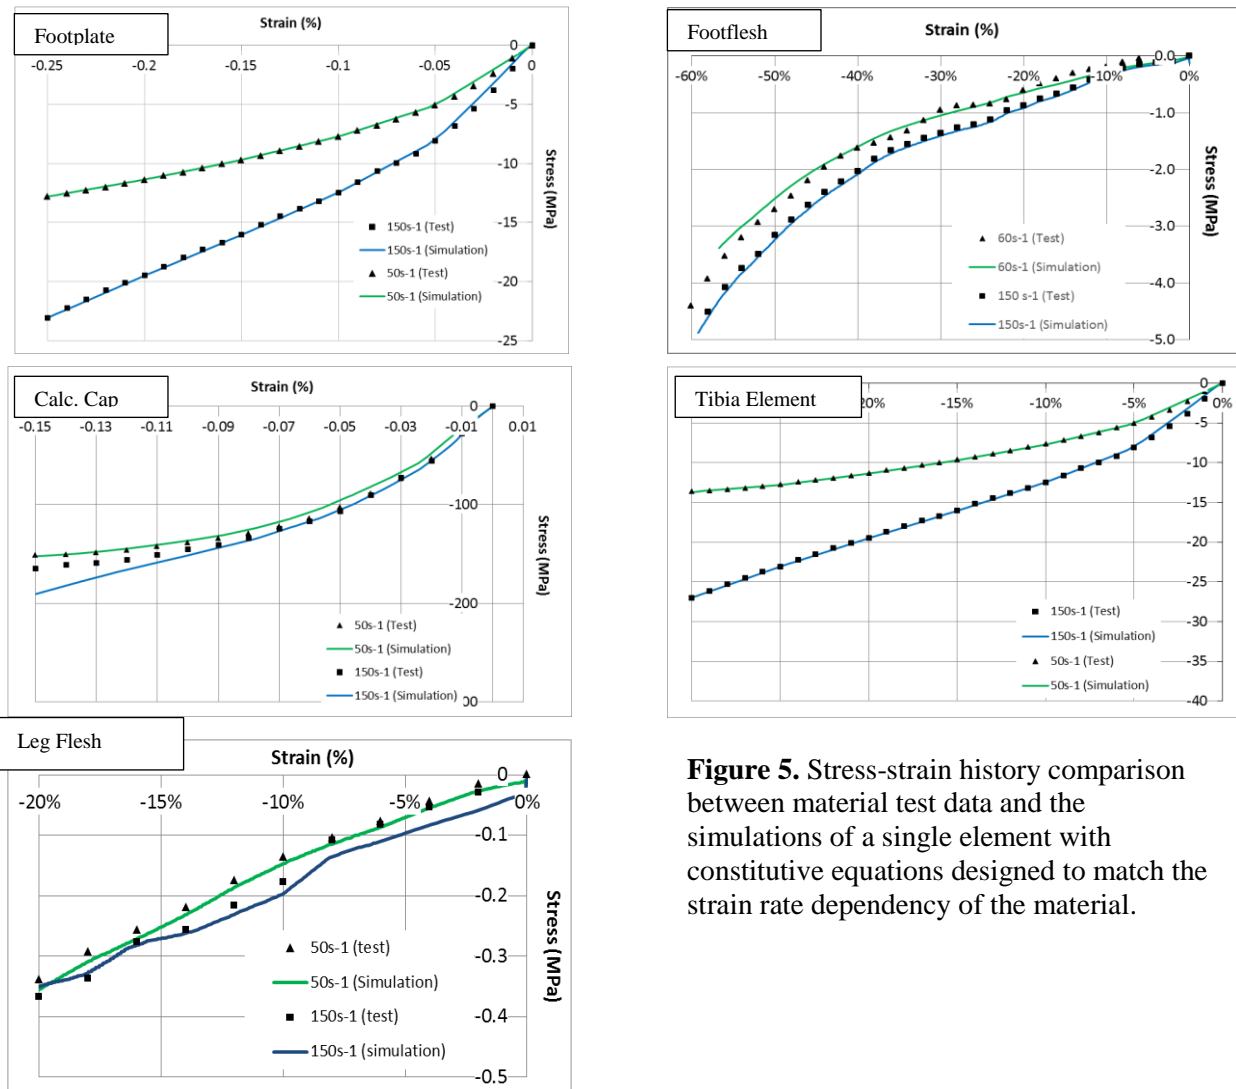 Footplate
Strain (%)
-0.25 -0.2 -0.15 -0.1 -0.05 0
0
-5
-10
-15
-20
-25
Stress (MPa)
150s-1 (Test)
150s-1 (Simulation)
50s-1 (Test)
50s-1 (Simulation)
Footflesh
Strain (%)
-60% -50% -40% -30% -20% -10% 0%
0.0
-1.0
-2.0
-3.0
-4.0
-5.0
Stress (MPa)
60s-1 (Test)
60s-1 (Simulation)
150 s-1 (Test)
150s-1 (Simulation)
Calc. Cap
Strain (%)
-0.15 -0.13 -0.11 -0.09 -0.07 -0.05 -0.03 -0.01 0.01
0
-100
-200
00
Stress (MPa)
50s-1 (Test)
50s-1 (Simulation)
150s-1 (Test)
150s-1 (Simulation)
Tibia Element
20% -15% -10% -5% 0%
0
-5
-10
-15
-20
-25
-30
-35
-40
Stress (MPa)
150s-1 (Test)
150s-1 (Simulation)
50s-1 (Test)
50s-1 (Simulation)
Leg Flesh
Strain (%)
-20% -15% -10% -5% 0%
0
-0.1
-0.2
-0.3
-0.4
-0.5
Stress (MPa)
50s-1 (test)
50s-1 (Simulation)
150s-1 (test)
150s-1 (simulation)
Figure 5. Stress-strain history comparison
between material test data and the
simulations of a single element with
constitutive equations designed to match the
strain rate dependency of the material.